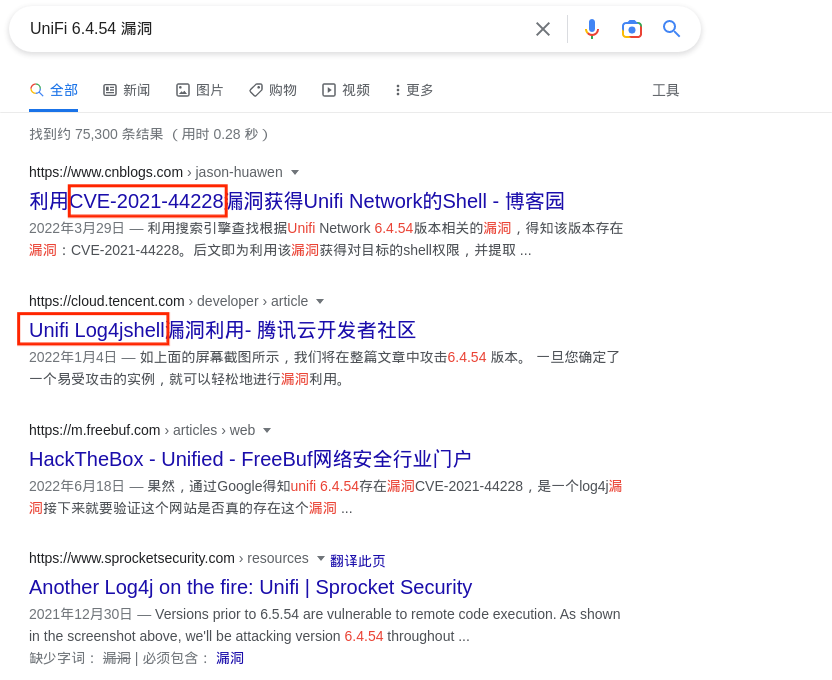 UniFi 6.4.54 漏洞
全部 新闻 图片 购物 视频 更多 工具
找到约 75,300 条结果 （用时 0.28 秒）
https://www.cnblogs.com › jason-huawen
利用CVE-2021-44228漏洞获得Unifi Network的Shell - 博客园
2022年3月29日 — 利用搜索引擎查找根据Unifi Network 6.4.54版本相关的漏洞，得知该版本存在
漏洞：CVE-2021-44228。后文即为利用该漏洞获得对目标的shell权限，并提取 ...
https://cloud.tencent.com › developer › article
Unifi Log4jshell漏洞利用- 腾讯云开发者社区
2022年1月4日 — 如上面的屏幕截图所示，我们将在整篇文章中攻击6.4.54 版本。 一旦您确定了
一个易受攻击的实例，就可以轻松地进行漏洞利用。
https://m.freebuf.com › articles › web
HackTheBox - Unified - FreeBuf网络安全行业门户
2022年6月18日 — 果然，通过Google得知unifi 6.4.54存在漏洞CVE-2021-44228，是一个log4j漏
洞接下来就要验证这个网站是否真的存在这个漏洞 ...
https://www.sprocketsecurity.com › resources 翻译此页
Another Log4j on the fire: Unifi | Sprocket Security
2021年12月30日 — Versions prior to 6.5.54 are vulnerable to remote code execution. As shown
in the screenshot above, we'll be attacking version 6.4.54 throughout ...
缺少字词： 漏洞 | 必须包含： 漏洞